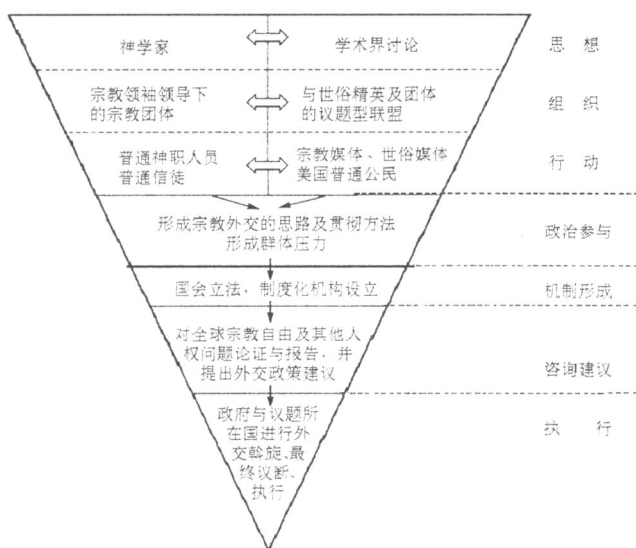 神学家 学术界讨论 思 想
宗教领袖领导下 与世俗精英及团体
的宗教团体 的议题型联盟 组 织
普通神职人员 宗教媒体、世俗媒体
普通信徒 美国普通公民 行 动
形成宗教外交的思路及贯彻方法
形成群体压力 政治参与
国会立法，制度化机构设立 机制形成
对全球宗教自由及其他人
权问题论证与报告，并
提出外交政策建议 咨询建议
政府与议题所
在国进行外
交斡旋、最
终议断、
执行
执 行